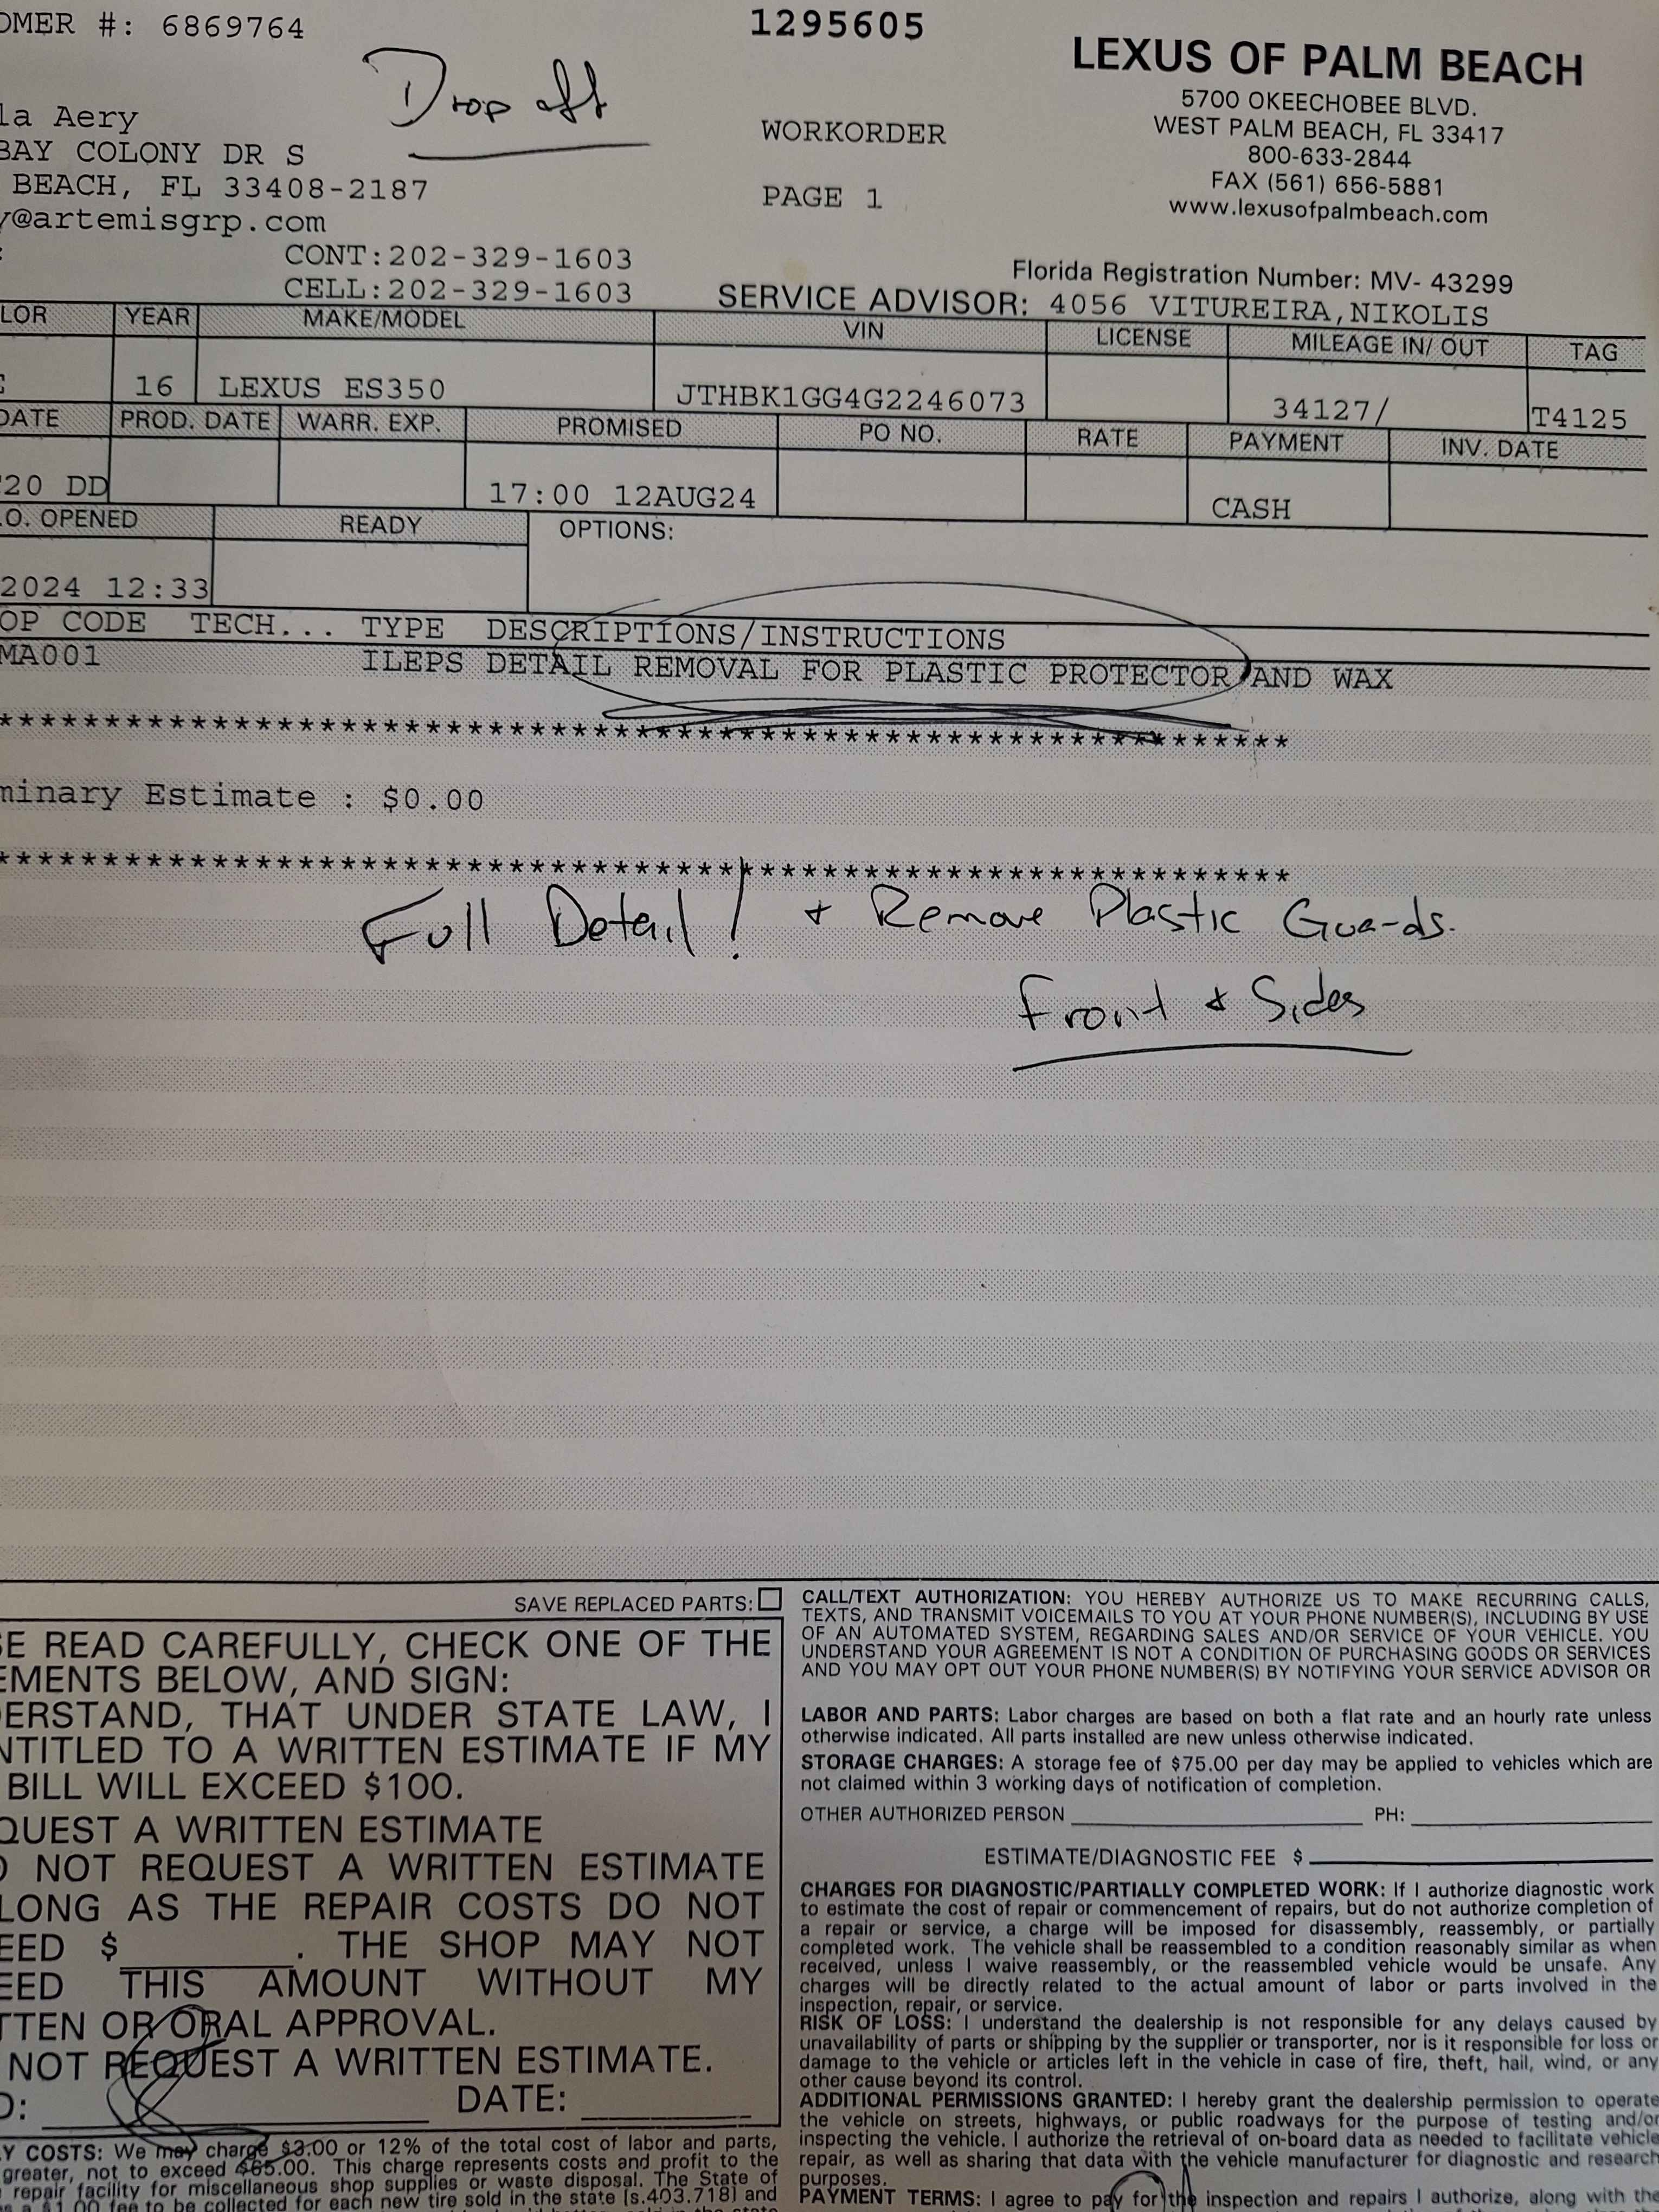 OMER #: 6869764
1295605
LEXUS OF PALM BEACH
5700 OKEECHOBEE BLVD.
WEST PALM BEACH, FL 33417
800-633-2844
FAX (561) 656-5881
www.lexusofpalmbeach.com
Drop off
la Aery
BAY COLONY DR S
BEACH, FL 33408-2187
y@artemisgrp.com
WORKORDER
PAGE 1
CONT:202-329-1603
CELL:202-329-1603
Florida Registration Number: MV- 43299
SERVICE ADVISOR: 4056 VITUREIRA,NIKOLIS
LOR YEAR MAKE/MODEL VIN LICENSE MILEAGE IN/ OUT TAG
16 LEXUS ES350 JTHBK1GG4G2246073 34127/ T4125
DATE PROD. DATE WARR. EXP. PROMISED PO NO. RATE PAYMENT INV. DATE
20 DD 17:00 12AUG24 CASH
.O. OPENED READY OPTIONS:
2024 12:33
OP CODE TECH... TYPE DESCRIPTIONS/INSTRUCTIONS
MA001 ILEPS DETAIL REMOVAL FOR PLASTIC PROTECTOR AND WAX
**************************************************************
minary Estimate : $0.00
**************************************************************
Full Detail! + Remove Plastic Guards.
Front + Sides
SAVE REPLACED PARTS:
SE READ CAREFULLY, CHECK ONE OF THE
EMENTS BELOW, AND SIGN:
DERSTAND, THAT UNDER STATE LAW, I
NTITLED TO A WRITTEN ESTIMATE IF MY
BILL WILL EXCEED $100.
QUEST A WRITTEN ESTIMATE
O NOT REQUEST A WRITTEN ESTIMATE
LONG AS THE REPAIR COSTS DO NOT
EED $ . THE SHOP MAY NOT
EED THIS AMOUNT WITHOUT MY
TTEN OR ORAL APPROVAL.
NOT REQUEST A WRITTEN ESTIMATE.
D: DATE:
Y COSTS: We may charge $3.00 or 12% of the total cost of labor and parts,
greater, not to exceed $65.00. This charge represents costs and profit to the
repair facility for miscellaneous shop supplies or waste disposal. The State of
as a $1.00 fee to be collected for each new tire sold in the state [s.403.718] and
CALL/TEXT AUTHORIZATION: YOU HEREBY AUTHORIZE US TO MAKE RECURRING CALLS,
TEXTS, AND TRANSMIT VOICEMAILS TO YOU AT YOUR PHONE NUMBER(S), INCLUDING BY USE
OF AN AUTOMATED SYSTEM, REGARDING SALES AND/OR SERVICE OF YOUR VEHICLE. YOU
UNDERSTAND YOUR AGREEMENT IS NOT A CONDITION OF PURCHASING GOODS OR SERVICES
AND YOU MAY OPT OUT YOUR PHONE NUMBER(S) BY NOTIFYING YOUR SERVICE ADVISOR OR
LABOR AND PARTS: Labor charges are based on both a flat rate and an hourly rate unless
otherwise indicated. All parts installed are new unless otherwise indicated.
STORAGE CHARGES: A storage fee of $75.00 per day may be applied to vehicles which are
not claimed within 3 working days of notification of completion.
OTHER AUTHORIZED PERSON PH:
ESTIMATE/DIAGNOSTIC FEE $
CHARGES FOR DIAGNOSTIC/PARTIALLY COMPLETED WORK: If I authorize diagnostic work
to estimate the cost of repair or commencement of repairs, but do not authorize completion of
a repair or service, a charge will be imposed for disassembly, reassembly, or partially
completed work. The vehicle shall be reassembled to a condition reasonably similar as when
received, unless I waive reassembly, or the reassembled vehicle would be unsafe. Any
charges will be directly related to the actual amount of labor or parts involved in the
inspection, repair, or service.
RISK OF LOSS: I understand the dealership is not responsible for any delays caused by
unavailability of parts or shipping by the supplier or transporter, nor is it responsible for loss or
damage to the vehicle or articles left in the vehicle in case of fire, theft, hail, wind, or any
other cause beyond its control.
ADDITIONAL PERMISSIONS GRANTED: I hereby grant the dealership permission to operate
the vehicle on streets, highways, or public roadways for the purpose of testing and/or
inspecting the vehicle. I authorize the retrieval of on-board data as needed to facilitate vehicle
repair, as well as sharing that data with the vehicle manufacturer for diagnostic and research
purposes.
PAYMENT TERMS: I agree to pay for the inspection and repairs I authorize, along with the